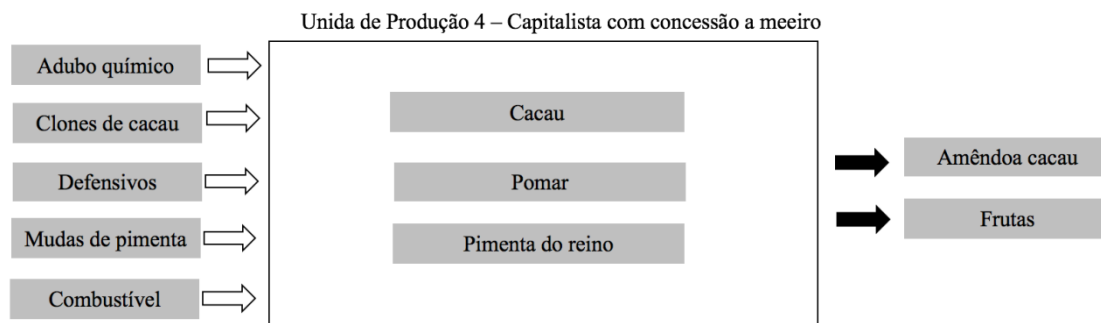 Unida de Produção 4 – Capitalista com concessão a meeiro
Adubo químico
Clones de cacau
Defensivos
Mudas de pimenta
Combustível
Cacau
Pomar
Pimenta do reino
Amêndoa cacau
Frutas